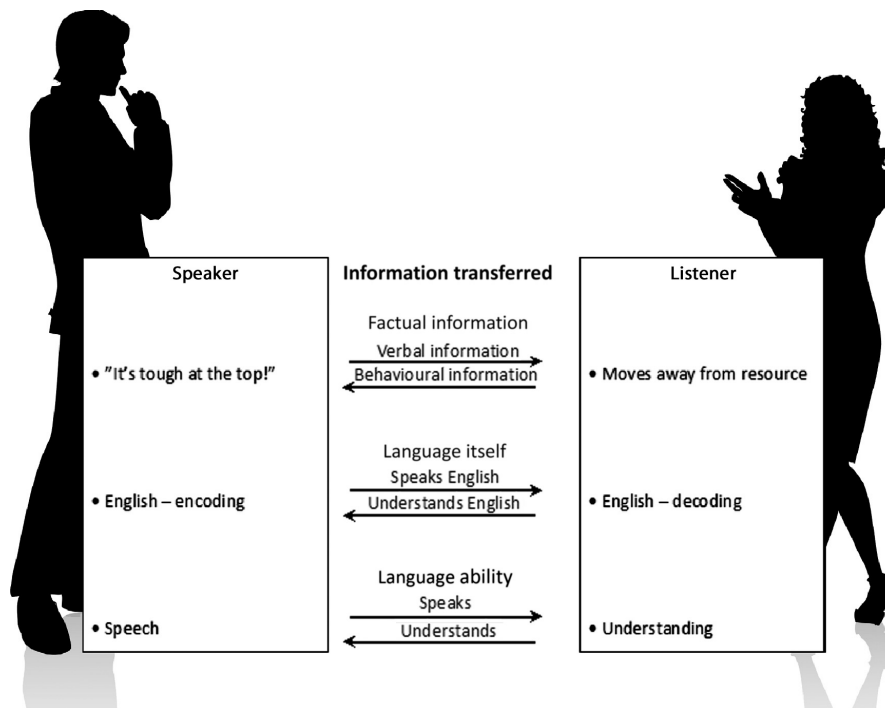 Speaker
Information transferred
Listener
Factual information
Verbal information
• ”It’s tough at the top!”
Behavioural information
• Moves away from resource
Language itself
Speaks English
• English – encoding
Understands English
• English – decoding
Language ability
Speaks
• Speech
Understands
• Understanding